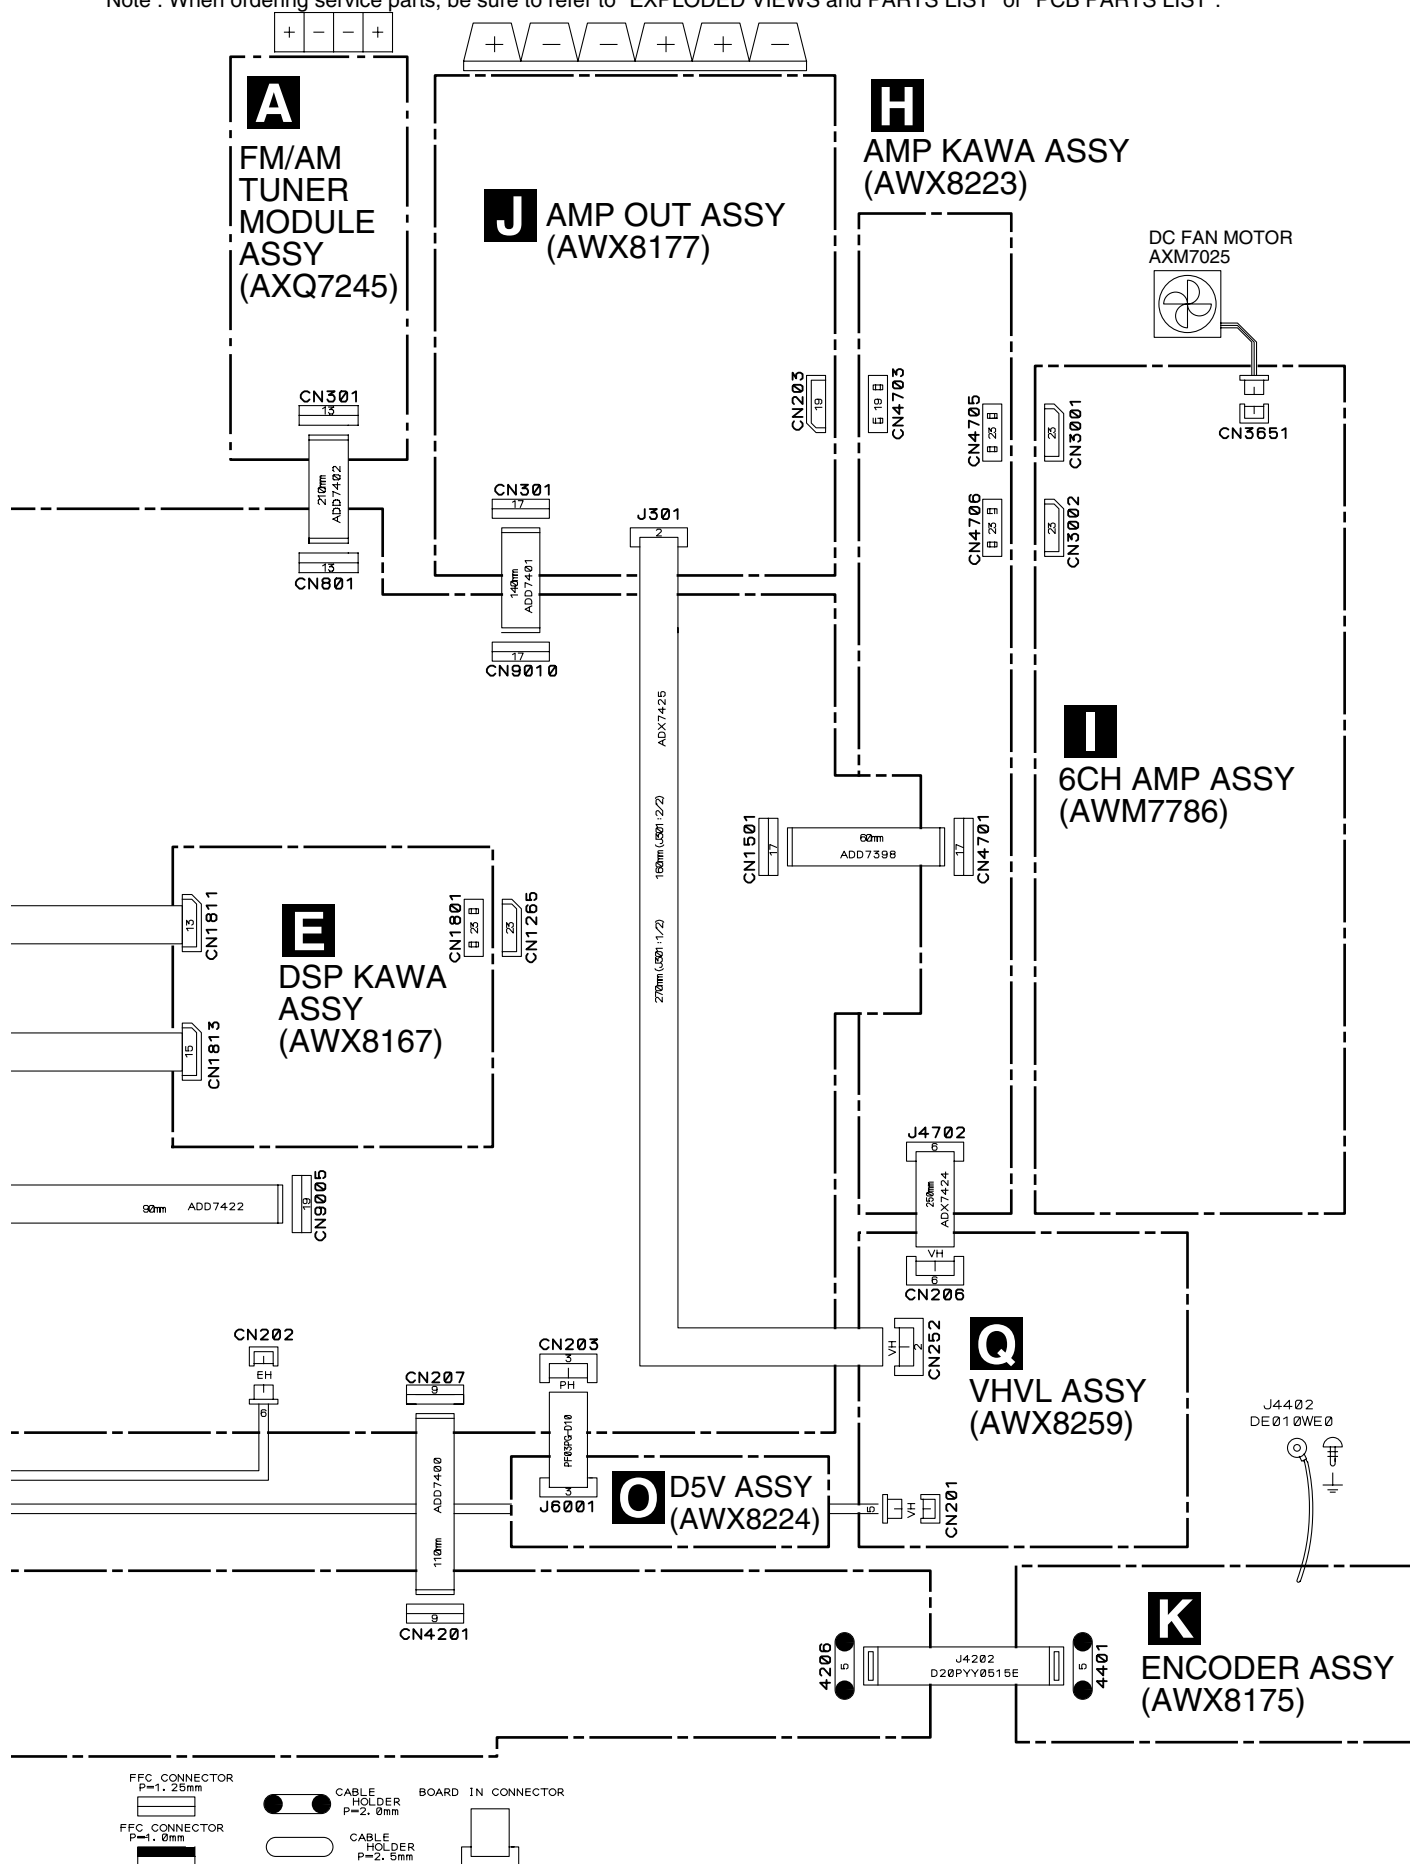 Note : When ordering service parts, be sure to refer to "EXPLODED VIEWS and PARTS LIST" or "PCB PARTS LIST".
+ − − +
+ − − + + −
A
FM/AM
TUNER
MODULE
ASSY
(AXQ7245)
J AMP OUT ASSY
(AWX8177)
H
AMP KAWA ASSY
(AWX8223)
DC FAN MOTOR
AXM7025
CN301
13
210mm
ADD7402
13
CN801
CN203
19
19
CN4703
CN4705
23
23
CN3001
CN3651
CN4706
23
23
CN3002
CN301
17
140mm
ADD7401
17
CN9010
J301
2
ADX7425
160mm(J301:2/2)
270mm(J301:1/2)
I
6CH AMP ASSY
(AWM7786)
CN1501
17
60mm
ADD7398
17
CN4701
E
DSP KAWA
ASSY
(AWX8167)
13
CN1811
15
CN1813
CN1801
23
23
CN1265
90mm ADD7422
19
CN9005
J4702
6
250mm
ADX7424
VH
6
CN206
CN202
EH
6
CN207
9
ADD7400
110mm
9
CN4201
CN203
3
PH
PF03PG-D10
3
J6001
VH
2
CN252
Q
VHVL ASSY
(AWX8259)
O D5V ASSY
(AWX8224)
5
VH
CN201
J4402
DE010WE0
4206
5
J4202
D20PYY0515E
5
4401
K
ENCODER ASSY
(AWX8175)
FFC CONNECTOR
P=1.25mm
FFC CONNECTOR
P=1.0mm
CABLE
HOLDER
P=2.0mm
CABLE
HOLDER
P=2.5mm
BOARD IN CONNECTOR